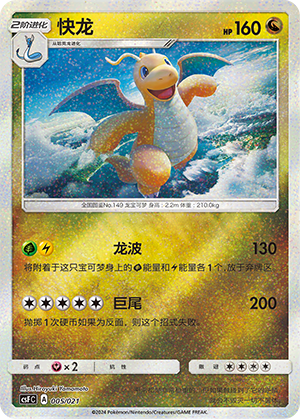 2阶进化
快龙
HP 160
从哈克龙进化
全国图鉴No.149 龙宝可梦 身高：2.2m 体重：210.0kg
龙波 130
将附着于这只宝可梦身上的 能量和 能量各1个，放于弃牌区。
巨尾 200
抛掷1次硬币如果为反面，则这个招式失败。
弱点 ×2 抗性 撤退
Illus.Hiroyuki Yamamoto
csFC A 005/021
©2024 Pokémon/Nintendo/Creatures/GAME FREAK.